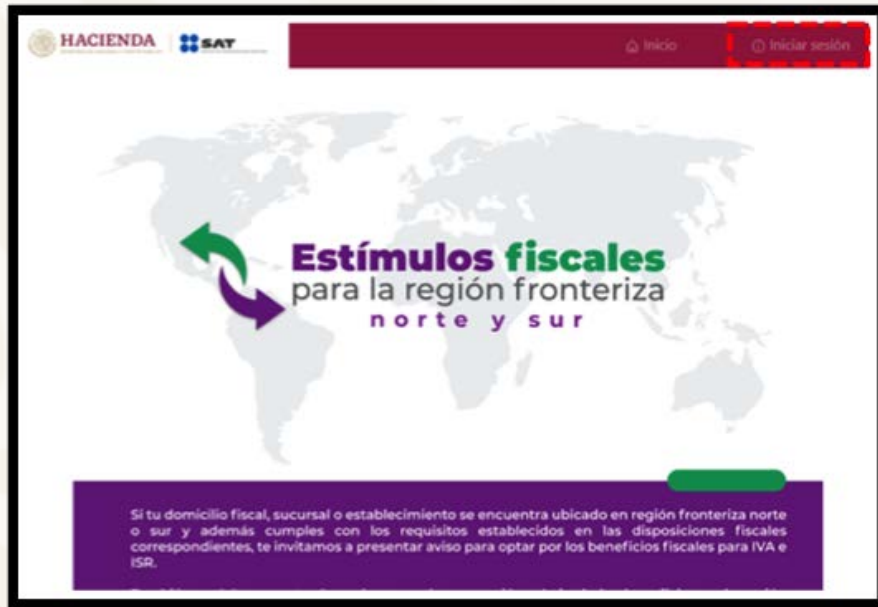 HACIENDA
SAT
Inicio
Iniciar sesión
Estímulos fiscales
para la región fronteriza
norte y sur
Si tu domicilio fiscal, sucursal o establecimiento se encuentra ubicado en región fronteriza norte
o sur y además cumples con los requisitos establecidos en las disposiciones fiscales
correspondientes, te invitamos a presentar aviso para optar por los beneficios fiscales para IVA e
ISR.